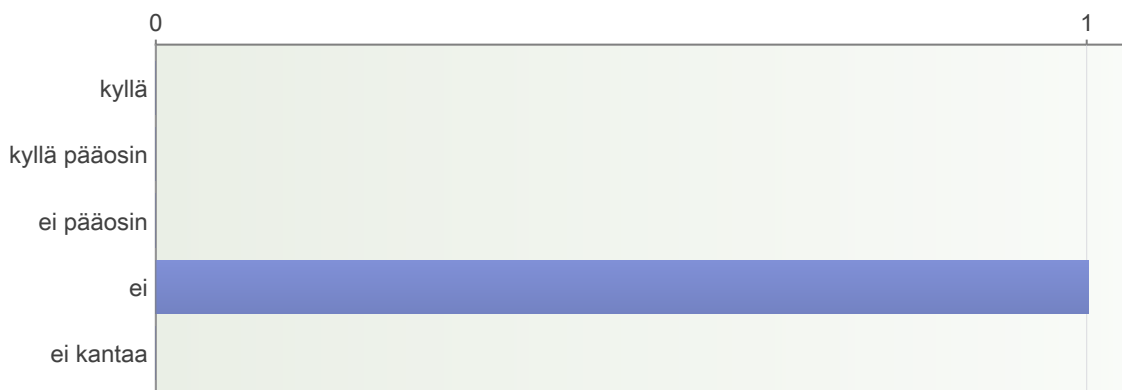 0 1
kyllä
kyllä pääosin
ei pääosin
ei
ei kantaa